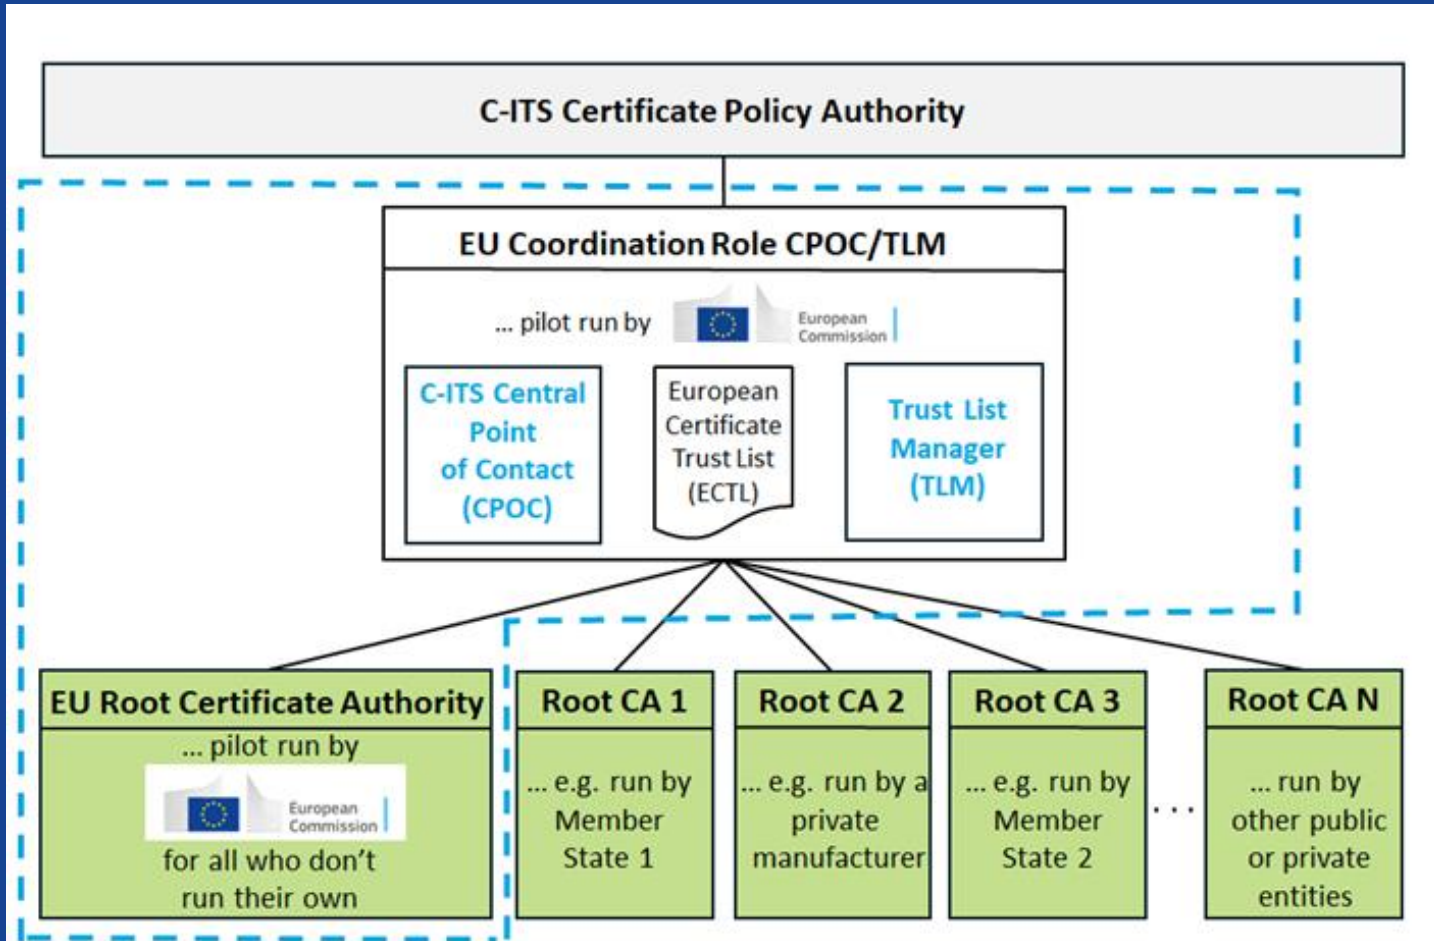 C-ITS Certificate Policy Authority
EU Coordination Role CPOC/TLM
... pilot run by
European
Commission
C-ITS Central
Point
of Contact
(CPOC)
European
Certificate
Trust List
(ECTL)
Trust List
Manager
(TLM)
EU Root Certificate Authority
... pilot run by
European
Commission
for all who don't
run their own
Root CA 1
... e.g. run by
Member
State 1
Root CA 2
... e.g. run by a
private
manufacturer
Root CA 3
... e.g. run by
Member
State 2
...
Root CA N
... run by
other public
or private
entities